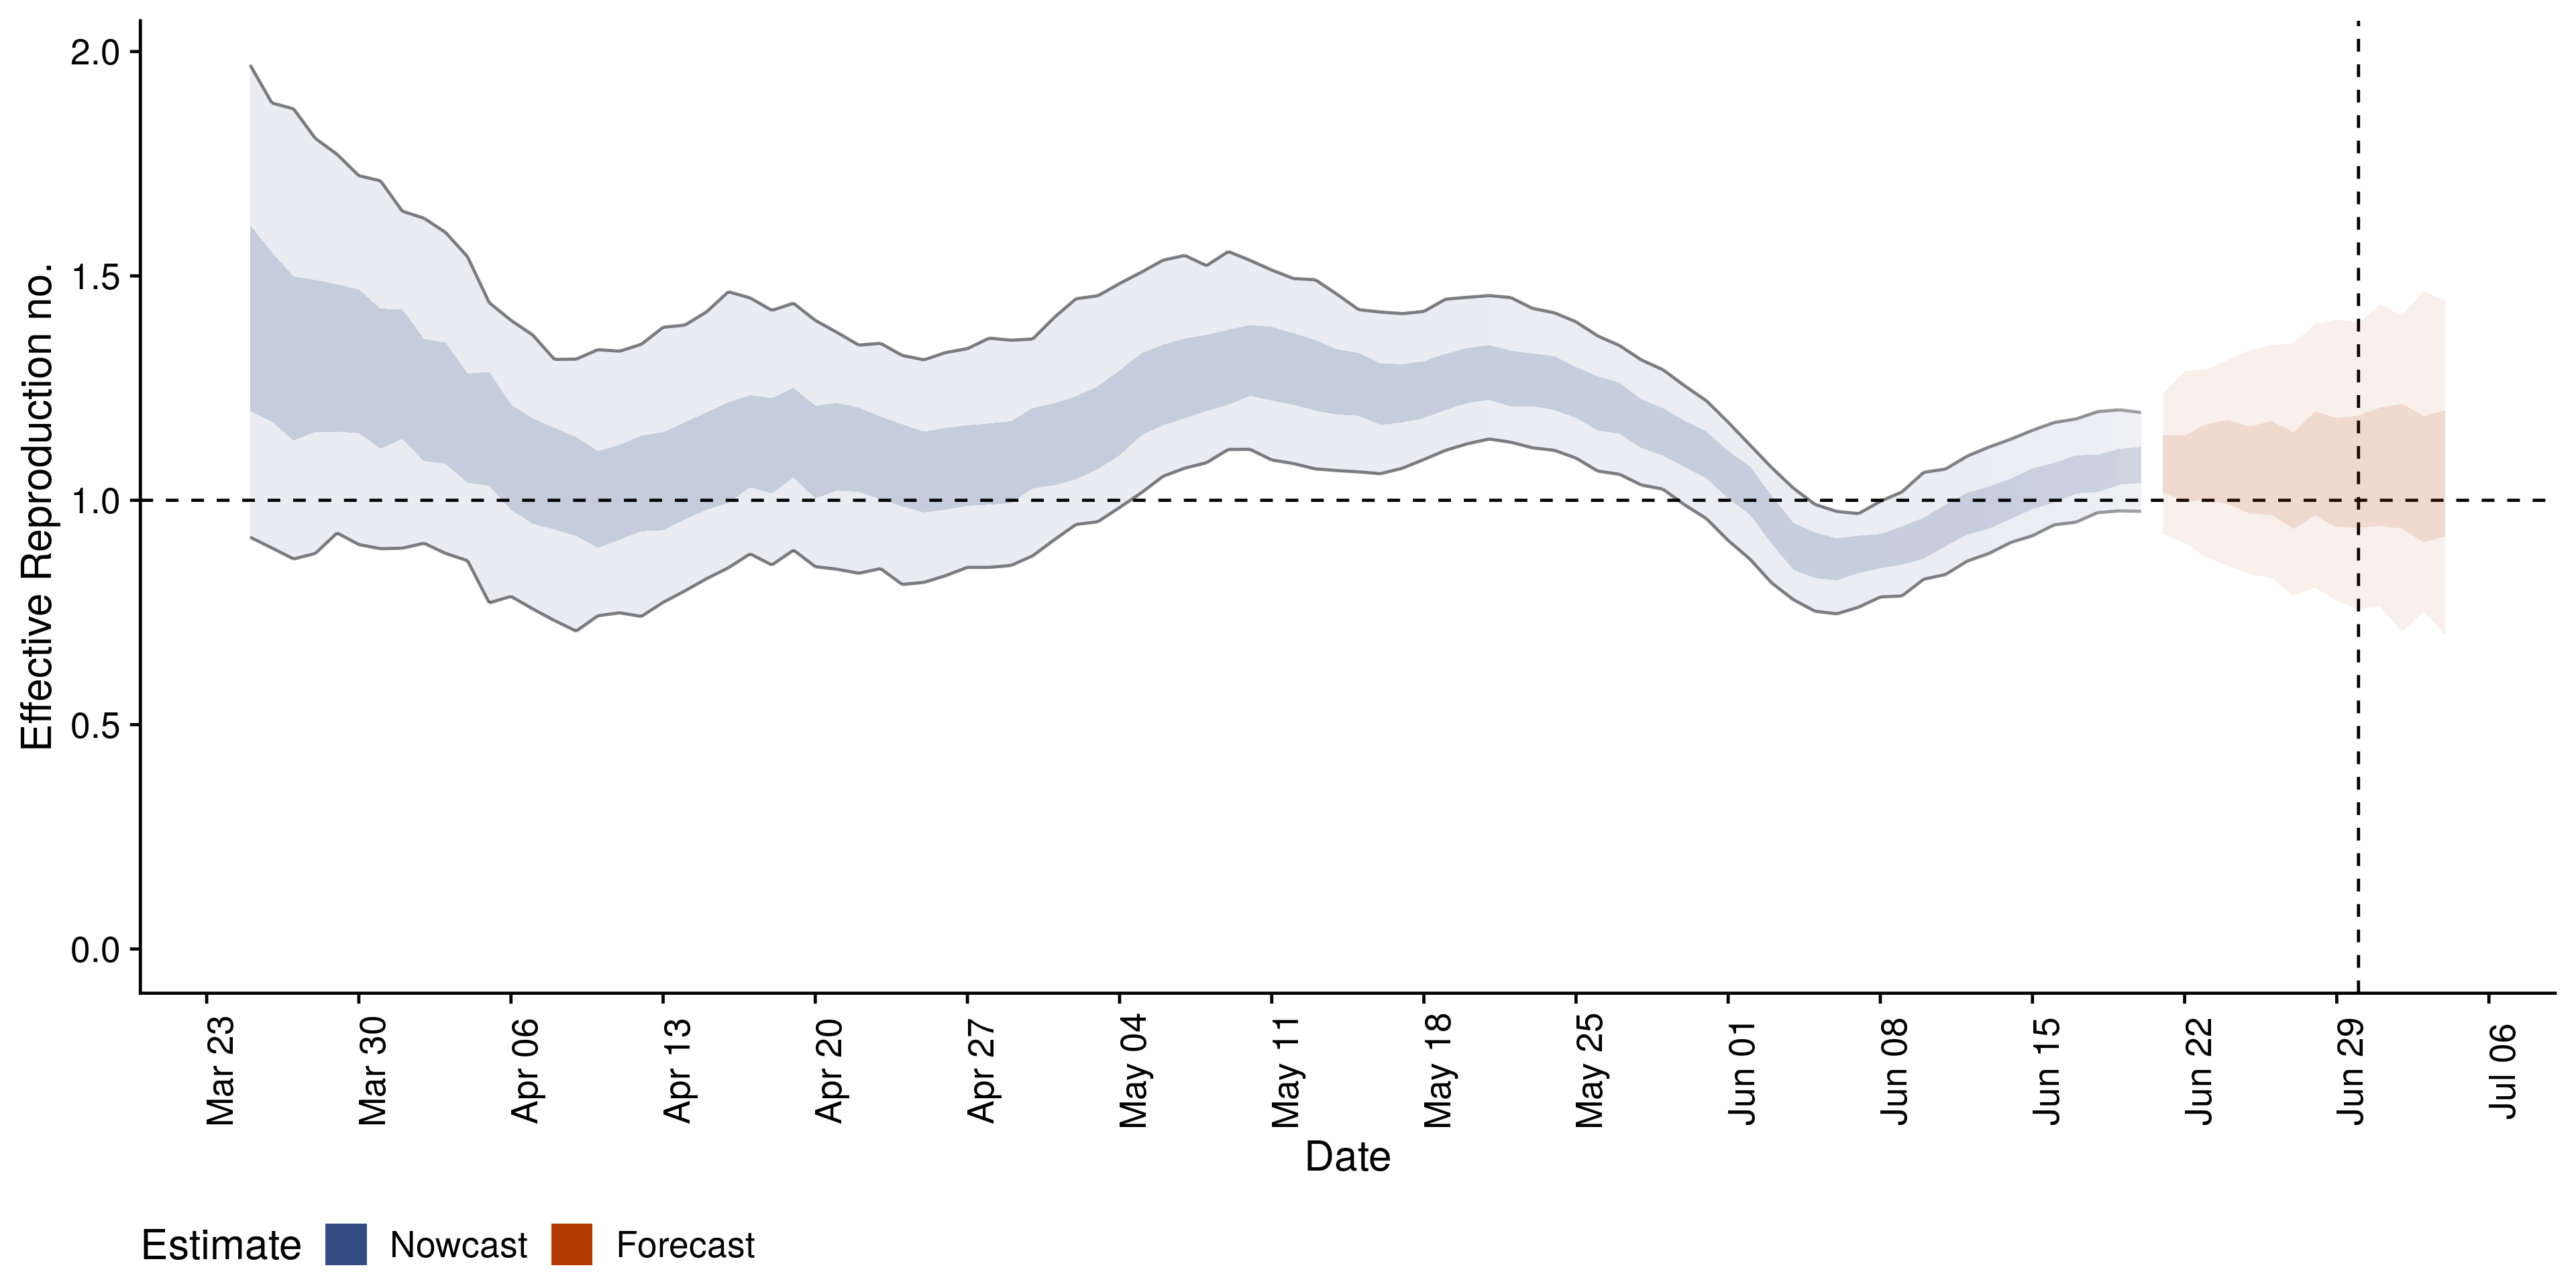 Effective Reproduction no.
2.0
1.5
1.0
0.5
0.0
Mar 23
Mar 30
Apr 06
Apr 13
Apr 20
Apr 27
May 04
May 11
May 18
May 25
Jun 01
Jun 08
Jun 15
Jun 22
Jun 29
Jul 06
Date
Estimate Nowcast Forecast